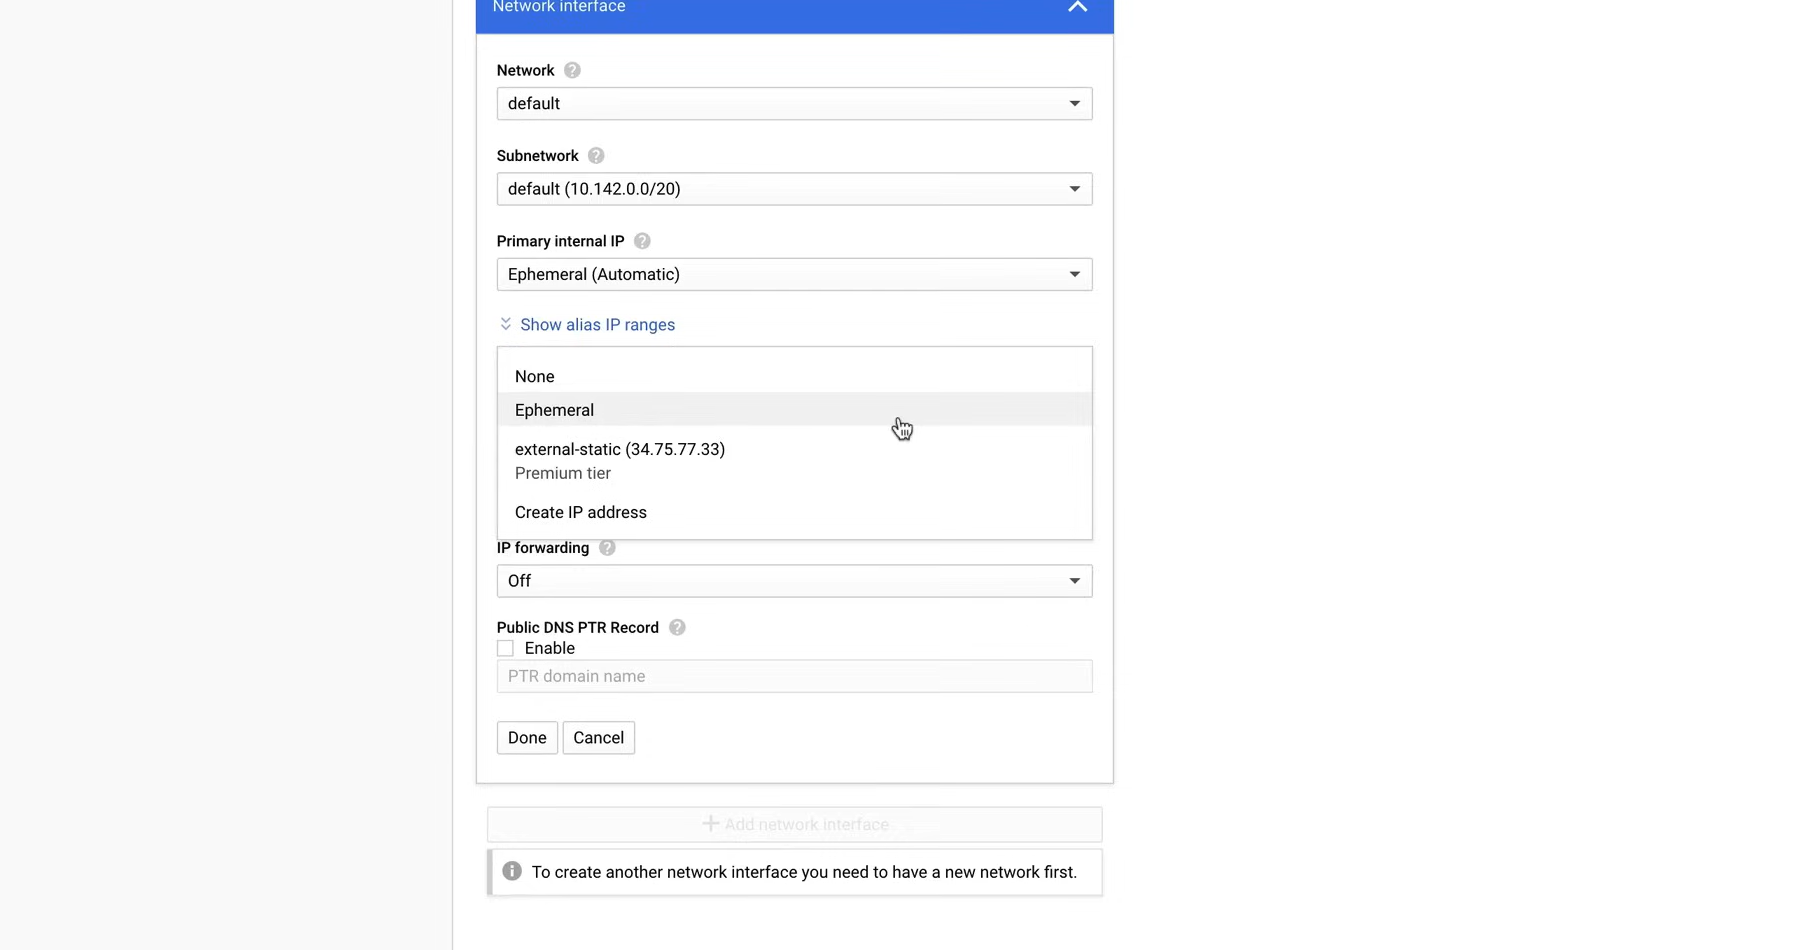 Network interface
Network
default
Subnetwork
default (10.142.0.0/20)
Primary internal IP
Ephemeral (Automatic)
Show alias IP ranges
None
Ephemeral
external-static (34.75.77.33)
Premium tier
Create IP address
IP forwarding
Off
Public DNS PTR Record
Enable
PTR domain name
Done Cancel
+ Add network interface
To create another network interface you need to have a new network first.